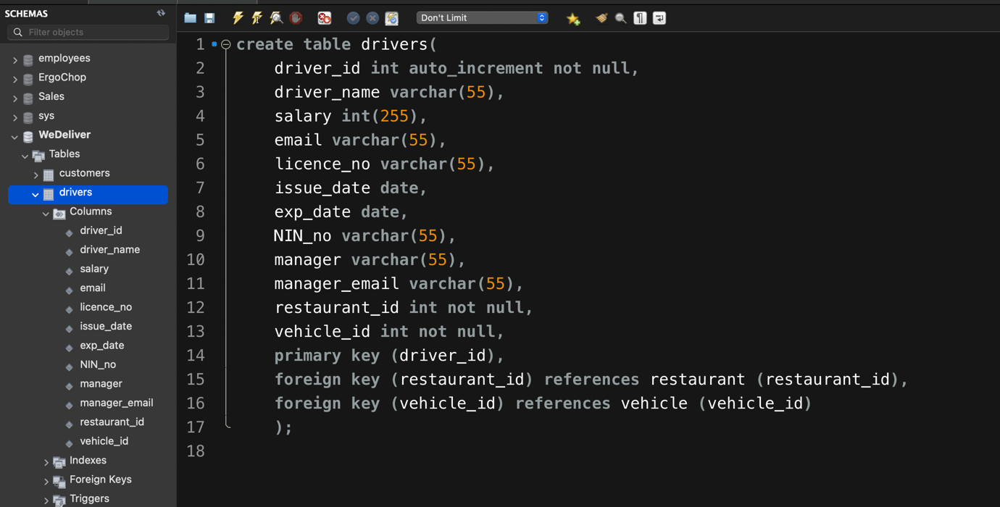 SCHEMAS
Filter objects
employees
ErgoChop
Sales
sys
WeDeliver
Tables
customers
drivers
Columns
driver_id
driver_name
salary
email
licence_no
issue_date
exp_date
NIN_no
manager
manager_email
restaurant_id
vehicle_id
Indexes
Foreign Keys
Triggers
Don't Limit
1 create table drivers(
2 driver_id int auto_increment not null,
3 driver_name varchar(55),
4 salary int(255),
5 email varchar(55),
6 licence_no varchar(55),
7 issue_date date,
8 exp_date date,
9 NIN_no varchar(55),
10 manager varchar(55),
11 manager_email varchar(55),
12 restaurant_id int not null,
13 vehicle_id int not null,
14 primary key (driver_id),
15 foreign key (restaurant_id) references restaurant (restaurant_id),
16 foreign key (vehicle_id) references vehicle (vehicle_id)
17 );
18